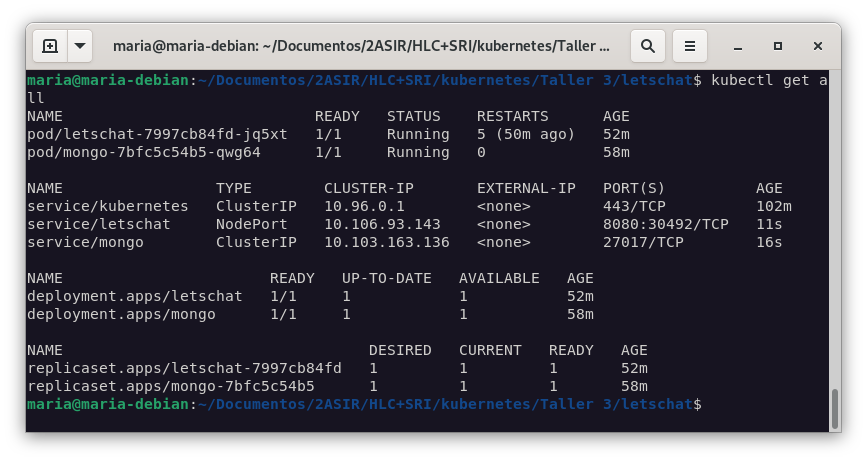 maria@maria-debian: ~/Documentos/2ASIR/HLC+SRI/kubernetes/Taller ...
maria@maria-debian:~/Documentos/2ASIR/HLC+SRI/kubernetes/Taller 3/letschat$ kubectl get a
ll
NAME                                READY   STATUS    RESTARTS      AGE
pod/letschat-7997cb84fd-jq5xt   1/1     Running   5 (50m ago)   52m
pod/mongo-7bfc5c54b5-qwg64      1/1     Running   0             58m

NAME                 TYPE        CLUSTER-IP       EXTERNAL-IP   PORT(S)          AGE
service/kubernetes   ClusterIP   10.96.0.1        <none>        443/TCP          102m
service/letschat     NodePort    10.106.93.143    <none>        8080:30492/TCP   11s
service/mongo        ClusterIP   10.103.163.136   <none>        27017/TCP        16s

NAME                       READY   UP-TO-DATE   AVAILABLE   AGE
deployment.apps/letschat   1/1     1            1           52m
deployment.apps/mongo      1/1     1            1           58m

NAME                                  DESIRED   CURRENT   READY   AGE
replicaset.apps/letschat-7997cb84fd   1         1         1       52m
replicaset.apps/mongo-7bfc5c54b5      1         1         1       58m
maria@maria-debian:~/Documentos/2ASIR/HLC+SRI/kubernetes/Taller 3/letschat$